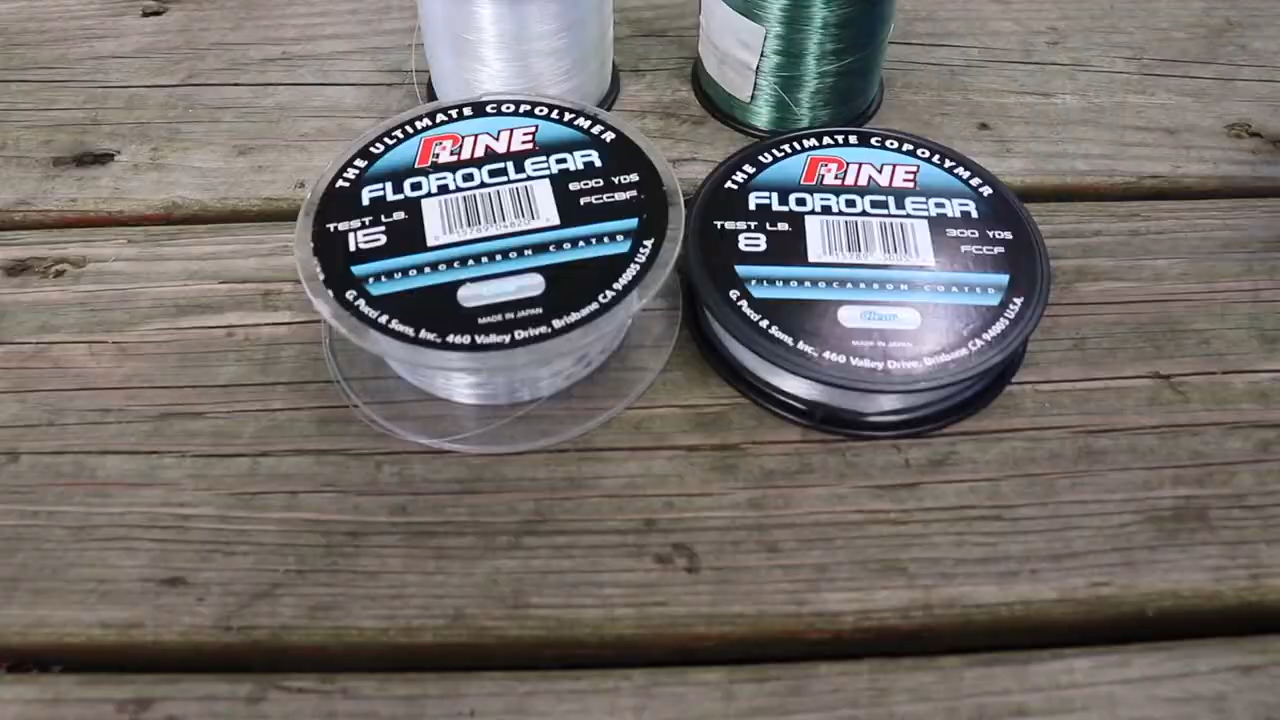 THE ULTIMATE COPOLYMER
P-LINE
FLOROCLEAR
600 YDS
FCCBF
TEST LB.
15
FLUOROCARBON COATED
MADE IN JAPAN
G. Pucci & Sons, Inc., 460 Valley Drive, Brisbane CA 94005 U.S.A.
THE ULTIMATE COPOLYMER
P-LINE
FLOROCLEAR
300 YDS
FCCF
TEST LB.
8
FLUOROCARBON COATED
Clear
MADE IN JAPAN
G. Pucci & Sons, Inc., 460 Valley Drive, Brisbane CA 94005 U.S.A.